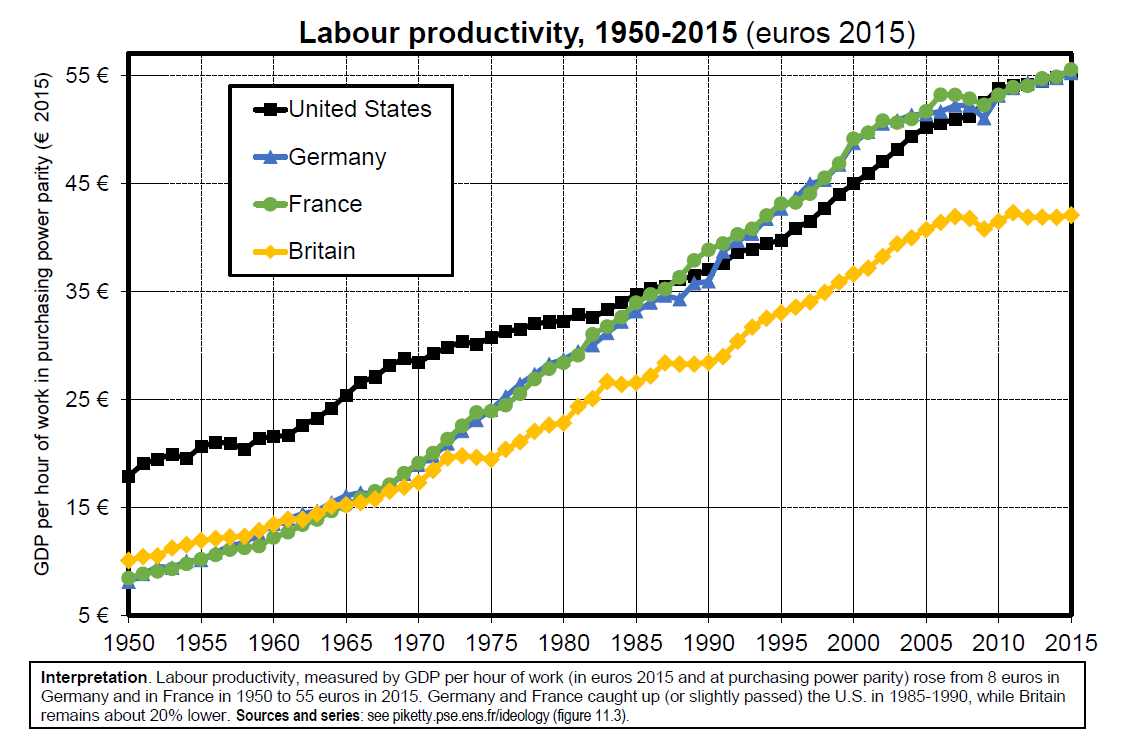 Labour productivity, 1950-2015 (euros 2015)
GDP per hour of work in purchasing power parity (€ 2015)
55 €
45 €
35 €
25 €
15 €
5 €
United States
Germany
France
Britain
1950 1955 1960 1965 1970 1975 1980 1985 1990 1995 2000 2005 2010 2015
Interpretation. Labour productivity, measured by GDP per hour of work (in euros 2015 and at purchasing power parity) rose from 8 euros in
Germany and in France in 1950 to 55 euros in 2015. Germany and France caught up (or slightly passed) the U.S. in 1985-1990, while Britain
remains about 20% lower. Sources and series: see piketty.pse.ens.fr/ideology (figure 11.3).